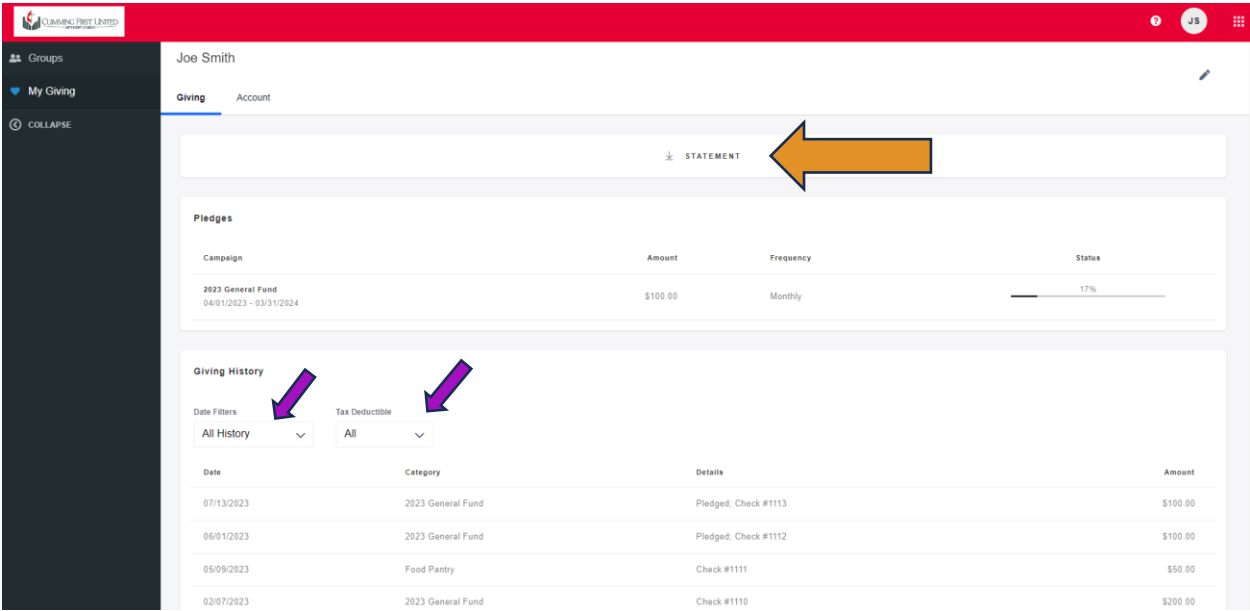 CUMMING FIRST UNITED
METHODIST CHURCH
? JS
Groups
My Giving
COLLAPSE
Joe Smith
Giving Account
STATEMENT
Pledges
Campaign Amount Frequency Status
2023 General Fund $100.00 Monthly 17%
04/01/2023 - 03/31/2024
Giving History
Date Filters Tax Deductible
All History All
Date Category Details Amount
07/13/2023 2023 General Fund Pledged; Check #1113 $100.00
06/01/2023 2023 General Fund Pledged; Check #1112 $100.00
05/09/2023 Food Pantry Check #1111 $50.00
02/07/2023 2023 General Fund Check #1110 $200.00